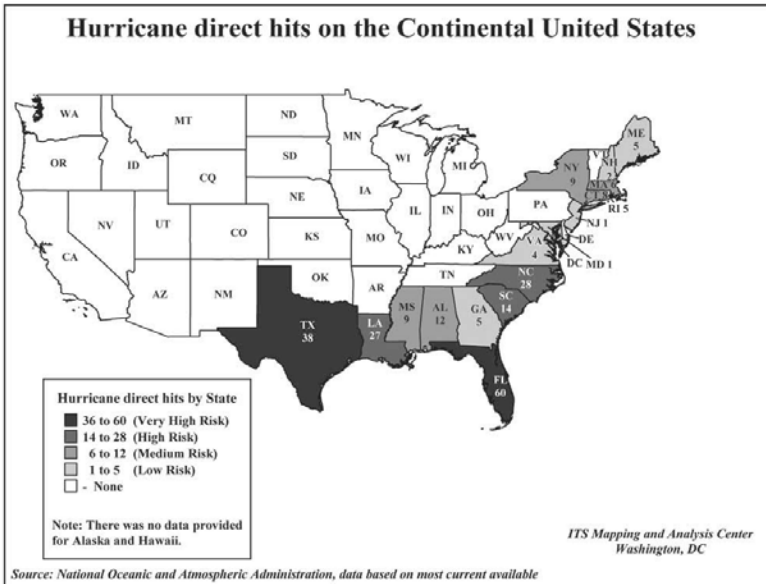 Hurricane direct hits on the Continental United States
WA
MT
ND
MN
ME
5
OR
ID
SD
WI
MI
NH
2
NY
9
MA 6
RI 5
CQ
IA
NE
PA
NJ 1
NV
UT
CO
IL
IN
OH
WV
VA
4
DE
DC
MD 1
CA
KS
MO
KY
AZ
NM
OK
AR
TN
NC
28
SC
14
TX
38
LA
27
MS
9
AL
12
GA
5
FL
60
Hurricane direct hits by State
36 to 60 (Very High Risk)
14 to 28 (High Risk)
6 to 12 (Medium Risk)
1 to 5 (Low Risk)
- None
Note: There was no data provided
for Alaska and Hawaii.
ITS Mapping and Analysis Center
Washington, DC
Source: National Oceanic and Atmospheric Administration, data based on most current available